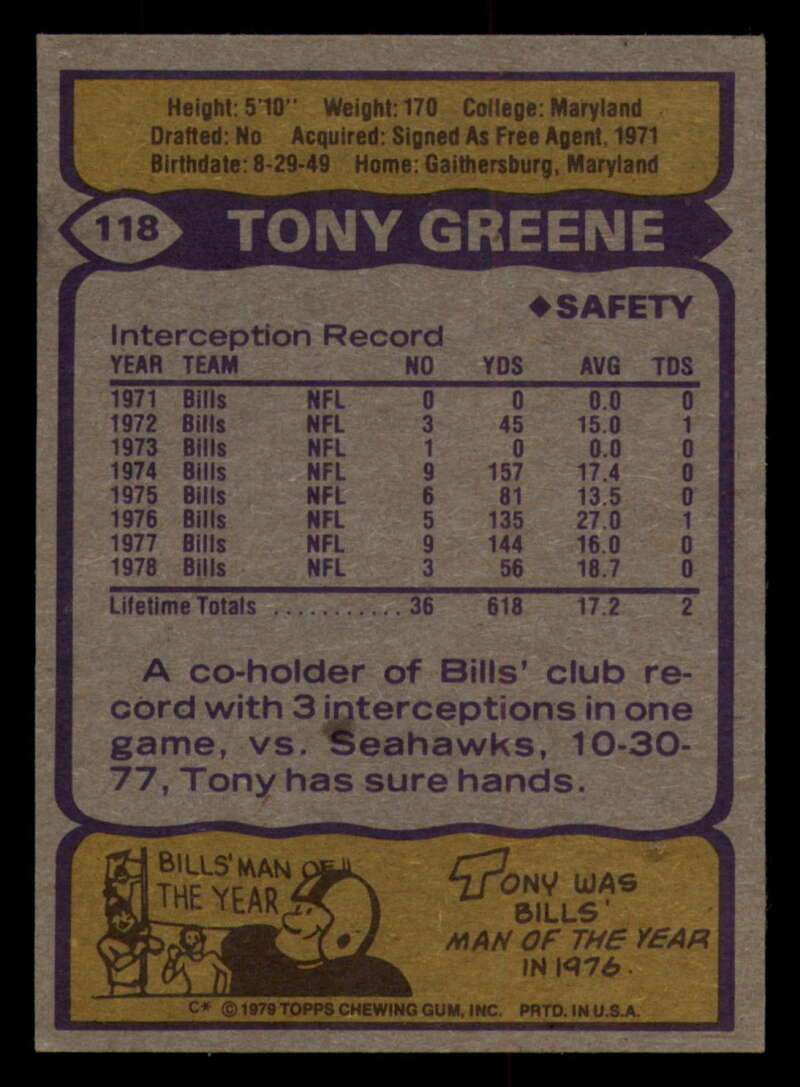 Height: 5'10" Weight: 170 College: Maryland
Drafted: No Acquired: Signed As Free Agent, 1971
Birthdate: 8-29-49 Home: Gaithersburg, Maryland
118 TONY GREENE
◆SAFETY
Interception Record
YEAR TEAM NO YDS AVG TDS
1971 Bills NFL 0 0 0.0 0
1972 Bills NFL 3 45 15.0 1
1973 Bills NFL 1 0 0.0 0
1974 Bills NFL 9 157 17.4 0
1975 Bills NFL 6 81 13.5 0
1976 Bills NFL 5 135 27.0 1
1977 Bills NFL 9 144 16.0 0
1978 Bills NFL 3 56 18.7 0
Lifetime Totals ........... 36 618 17.2 2
A co-holder of Bills' club re-
cord with 3 interceptions in one
game, vs. Seahawks, 10-30-
77, Tony has sure hands.
BILLS' MAN OF
THE YEAR
TONY WAS
BILLS'
MAN OF THE YEAR
IN 1976.
C* ©1979 TOPPS CHEWING GUM, INC. PRTD. IN U.S.A.